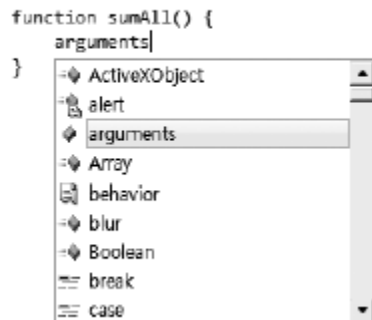 function sumAll() {
arguments
}
ActiveXObject
alert
arguments
Array
behavior
blur
Boolean
break
case